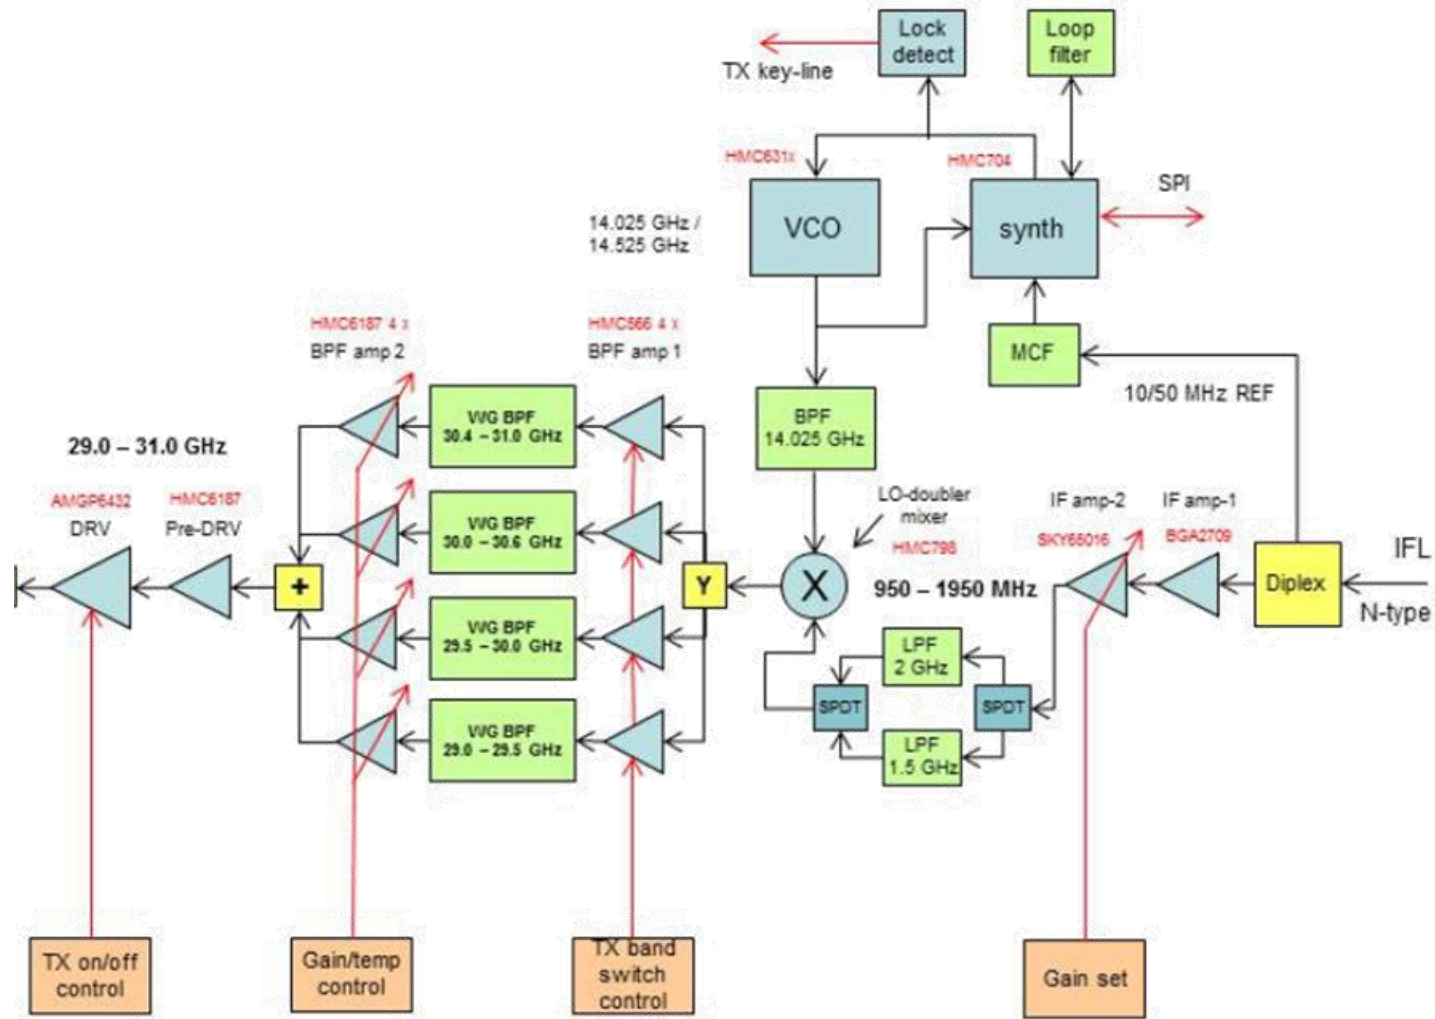 Lock
detect
Loop
filter
TX key-line
HMC631x
HMC704
SPI
VCO
synth
14.025 GHz /
14.525 GHz
HMC6187 4 x
BPF amp 2
HMC566 4 x
BPF amp 1
MCF
10/50 MHz REF
BPF
14.025 GHz
WG BPF
30.4 – 31.0 GHz
29.0 – 31.0 GHz
AMGP6432
DRV
HMC6187
Pre-DRV
WG BPF
30.0 – 30.6 GHz
LO-doubler
mixer
HMC798
IF amp-2
SKY65016
IF amp-1
BGA2709
IFL
N-type
Diplex
+
Y
X
950 – 1950 MHz
WG BPF
29.5 – 30.0 GHz
LPF
2 GHz
SPDT
SPDT
LPF
1.5 GHz
WG BPF
29.0 – 29.5 GHz
TX on/off
control
Gain/temp
control
TX band
switch
control
Gain set